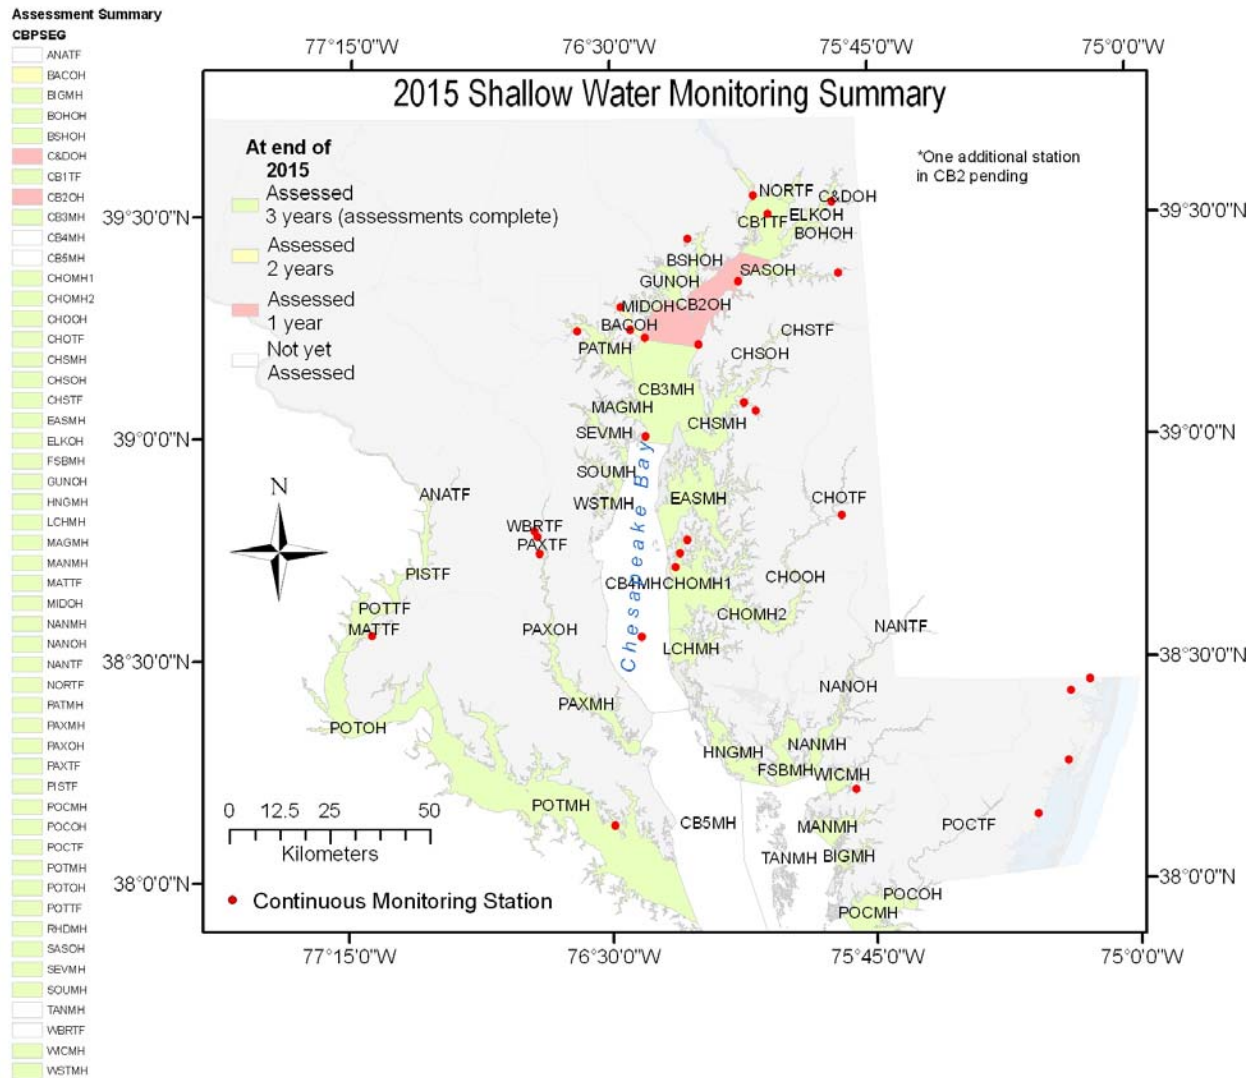 Assessment Summary
CBPSEG
ANATF
BACOH
BIGMH
BOHOH
BSHOH
C&DOH
CB1TF
CB2OH
CB3MH
CB4MH
CB5MH
CHOMH1
CHOMH2
CHOOH
CHOTF
CHSMH
CHSOH
CHSTF
EASMH
ELKOH
FSBMH
GUNOH
HNGMH
LCHMH
MAGMH
MANMH
MATTF
MIDOH
NANMH
NANOH
NANTF
NORTF
PATMH
PAXMH
PAXOH
PAXTF
PISTF
POCMH
POCOH
POCTF
POTMH
POTOH
POTTF
RHDMH
SASOH
SEVMH
SOUMH
TANMH
WBRTF
WICMH
WSTMH
77°15'0"W 76°30'0"W 75°45'0"W 75°0'0"W
2015 Shallow Water Monitoring Summary
At end of
2015
Assessed
3 years (assessments complete)
Assessed
2 years
Assessed
1 year
Not yet
Assessed
*One additional station
in CB2 pending
39°30'0"N
39°0'0"N
38°30'0"N
38°0'0"N
39°30'0"N
39°0'0"N
38°30'0"N
38°0'0"N
NORTF
C&DOH
CB1TF
ELKOH
BOHOH
BSHOH
SASOH
GUNOH
MIDOH
CB2OH
BACOH
PATMH
CHSTF
CHSOH
CB3MH
MAGMH
CHSMH
SEVMH
SOUMH
WSTMH
EASMH
CHOTF
ANATF
WBRTF
PAXTF
PISTF
CB4MH
CHOMH1
CHOOH
CHOMH2
POTTF
MATTF
PAXOH
NANTF
LCHMH
NANOH
PAXMH
POTOH
HNGMH
NANMH
FSBMH
WICMH
POTMH
CB5MH
MANMH
POCTF
TANMH
BIGMH
POCOH
POCMH
Chesapeake Bay
N
0 12.5 25 50
Kilometers
Continuous Monitoring Station
77°15'0"W 76°30'0"W 75°45'0"W 75°0'0"W